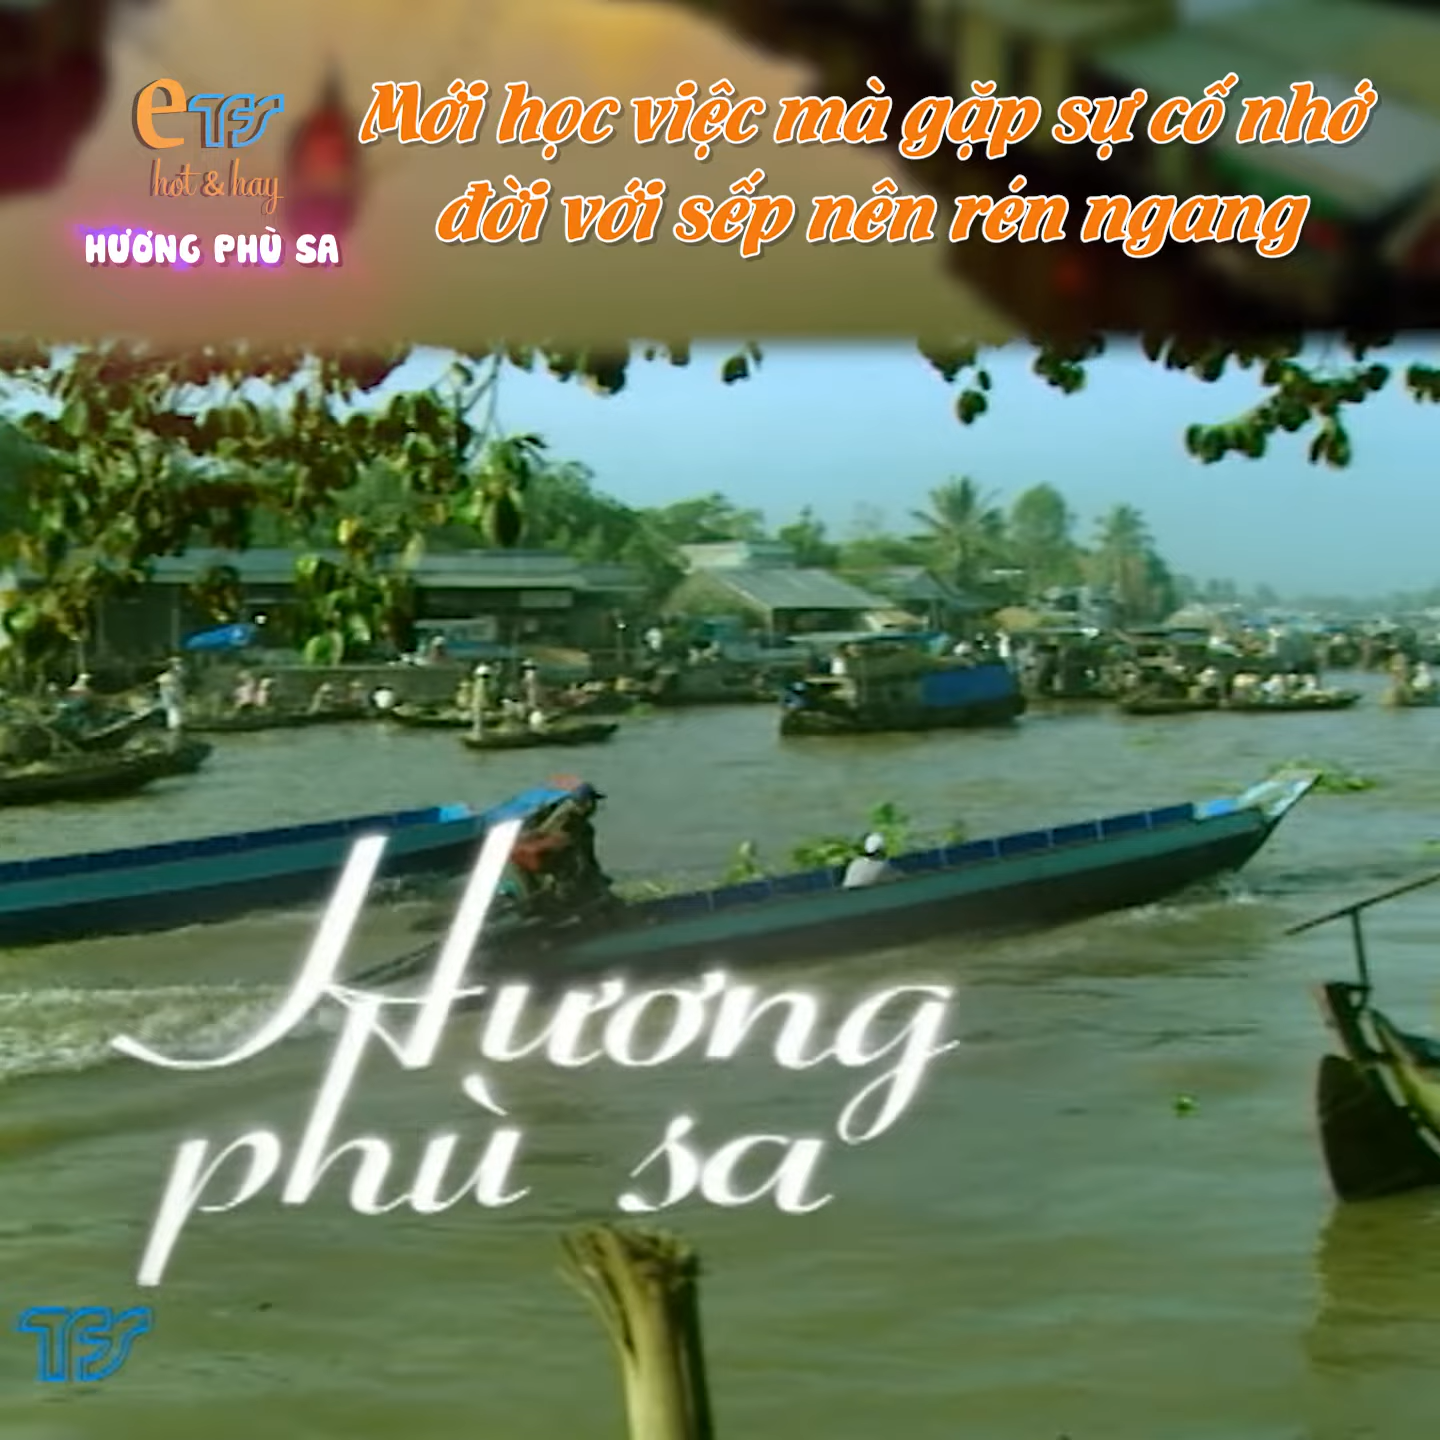 eTFS
hot & hay
HƯƠNG PHÙ SA
Mới học việc mà gặp sự cố nhớ
đời với sếp nên rén ngang
Hương
phù sa
TFS